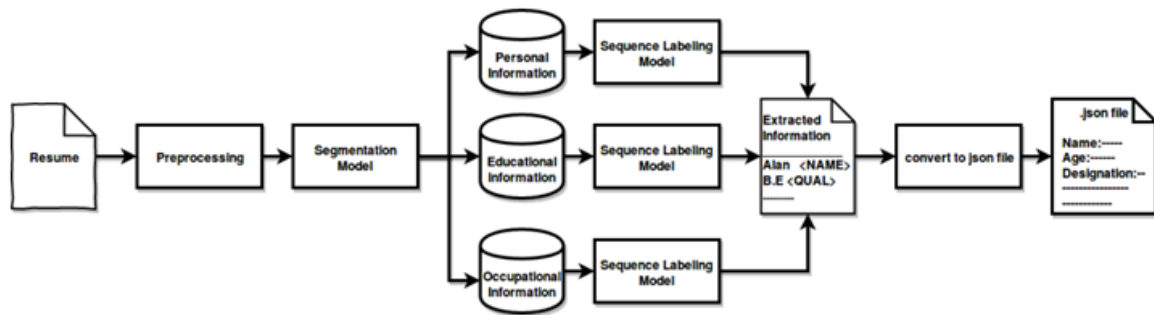 Resume
Preprocessing
Segmentation
Model
Personal
Information
Sequence Labeling
Model
Educational
Information
Sequence Labeling
Model
Occupational
Information
Sequence Labeling
Model
Extracted
Information
Alan <NAME>
B.E <QUAL>
---------
convert to json file
.json file
Name:-----
Age:------
Designation:--
-----------------
-------------